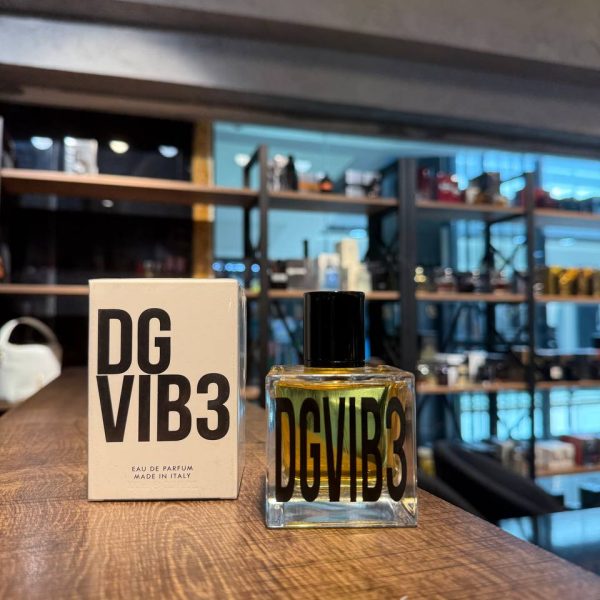 DG
VIB3
EAU DE PARFUM
MADE IN ITALY
DGVIB3